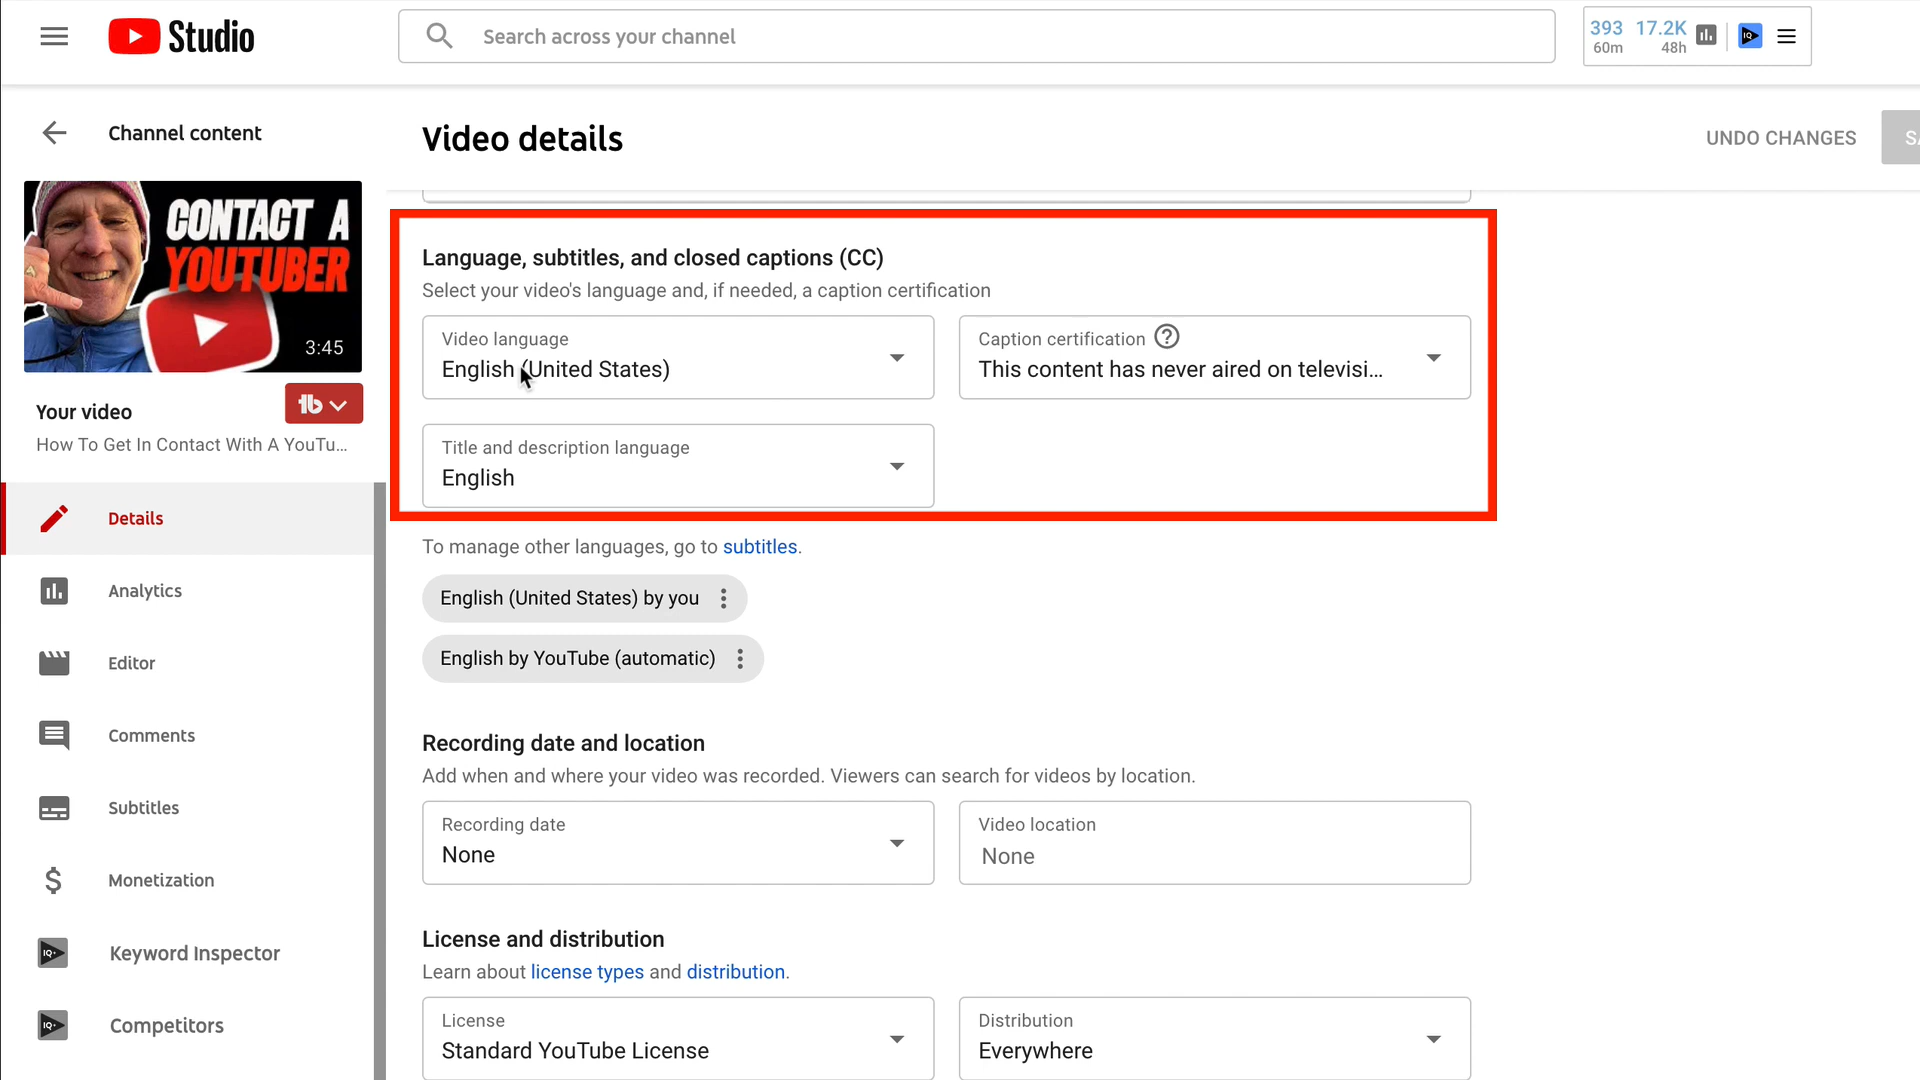 Studio
Search across your channel
393 17.2K
60m 48h
IQ
Channel content
Video details
UNDO CHANGES
CONTACT A
YOUTUBER
3:45
Your video
How To Get In Contact With A YouTu...
Details
Analytics
Editor
Comments
Subtitles
Monetization
Keyword Inspector
Competitors
Language, subtitles, and closed captions (CC)
Select your video's language and, if needed, a caption certification
Video language
English (United States)
Caption certification
This content has never aired on televisi...
Title and description language
English
To manage other languages, go to subtitles.
English (United States) by you
English by YouTube (automatic)
Recording date and location
Add when and where your video was recorded. Viewers can search for videos by location.
Recording date
None
Video location
None
License and distribution
Learn about license types and distribution.
License
Standard YouTube License
Distribution
Everywhere